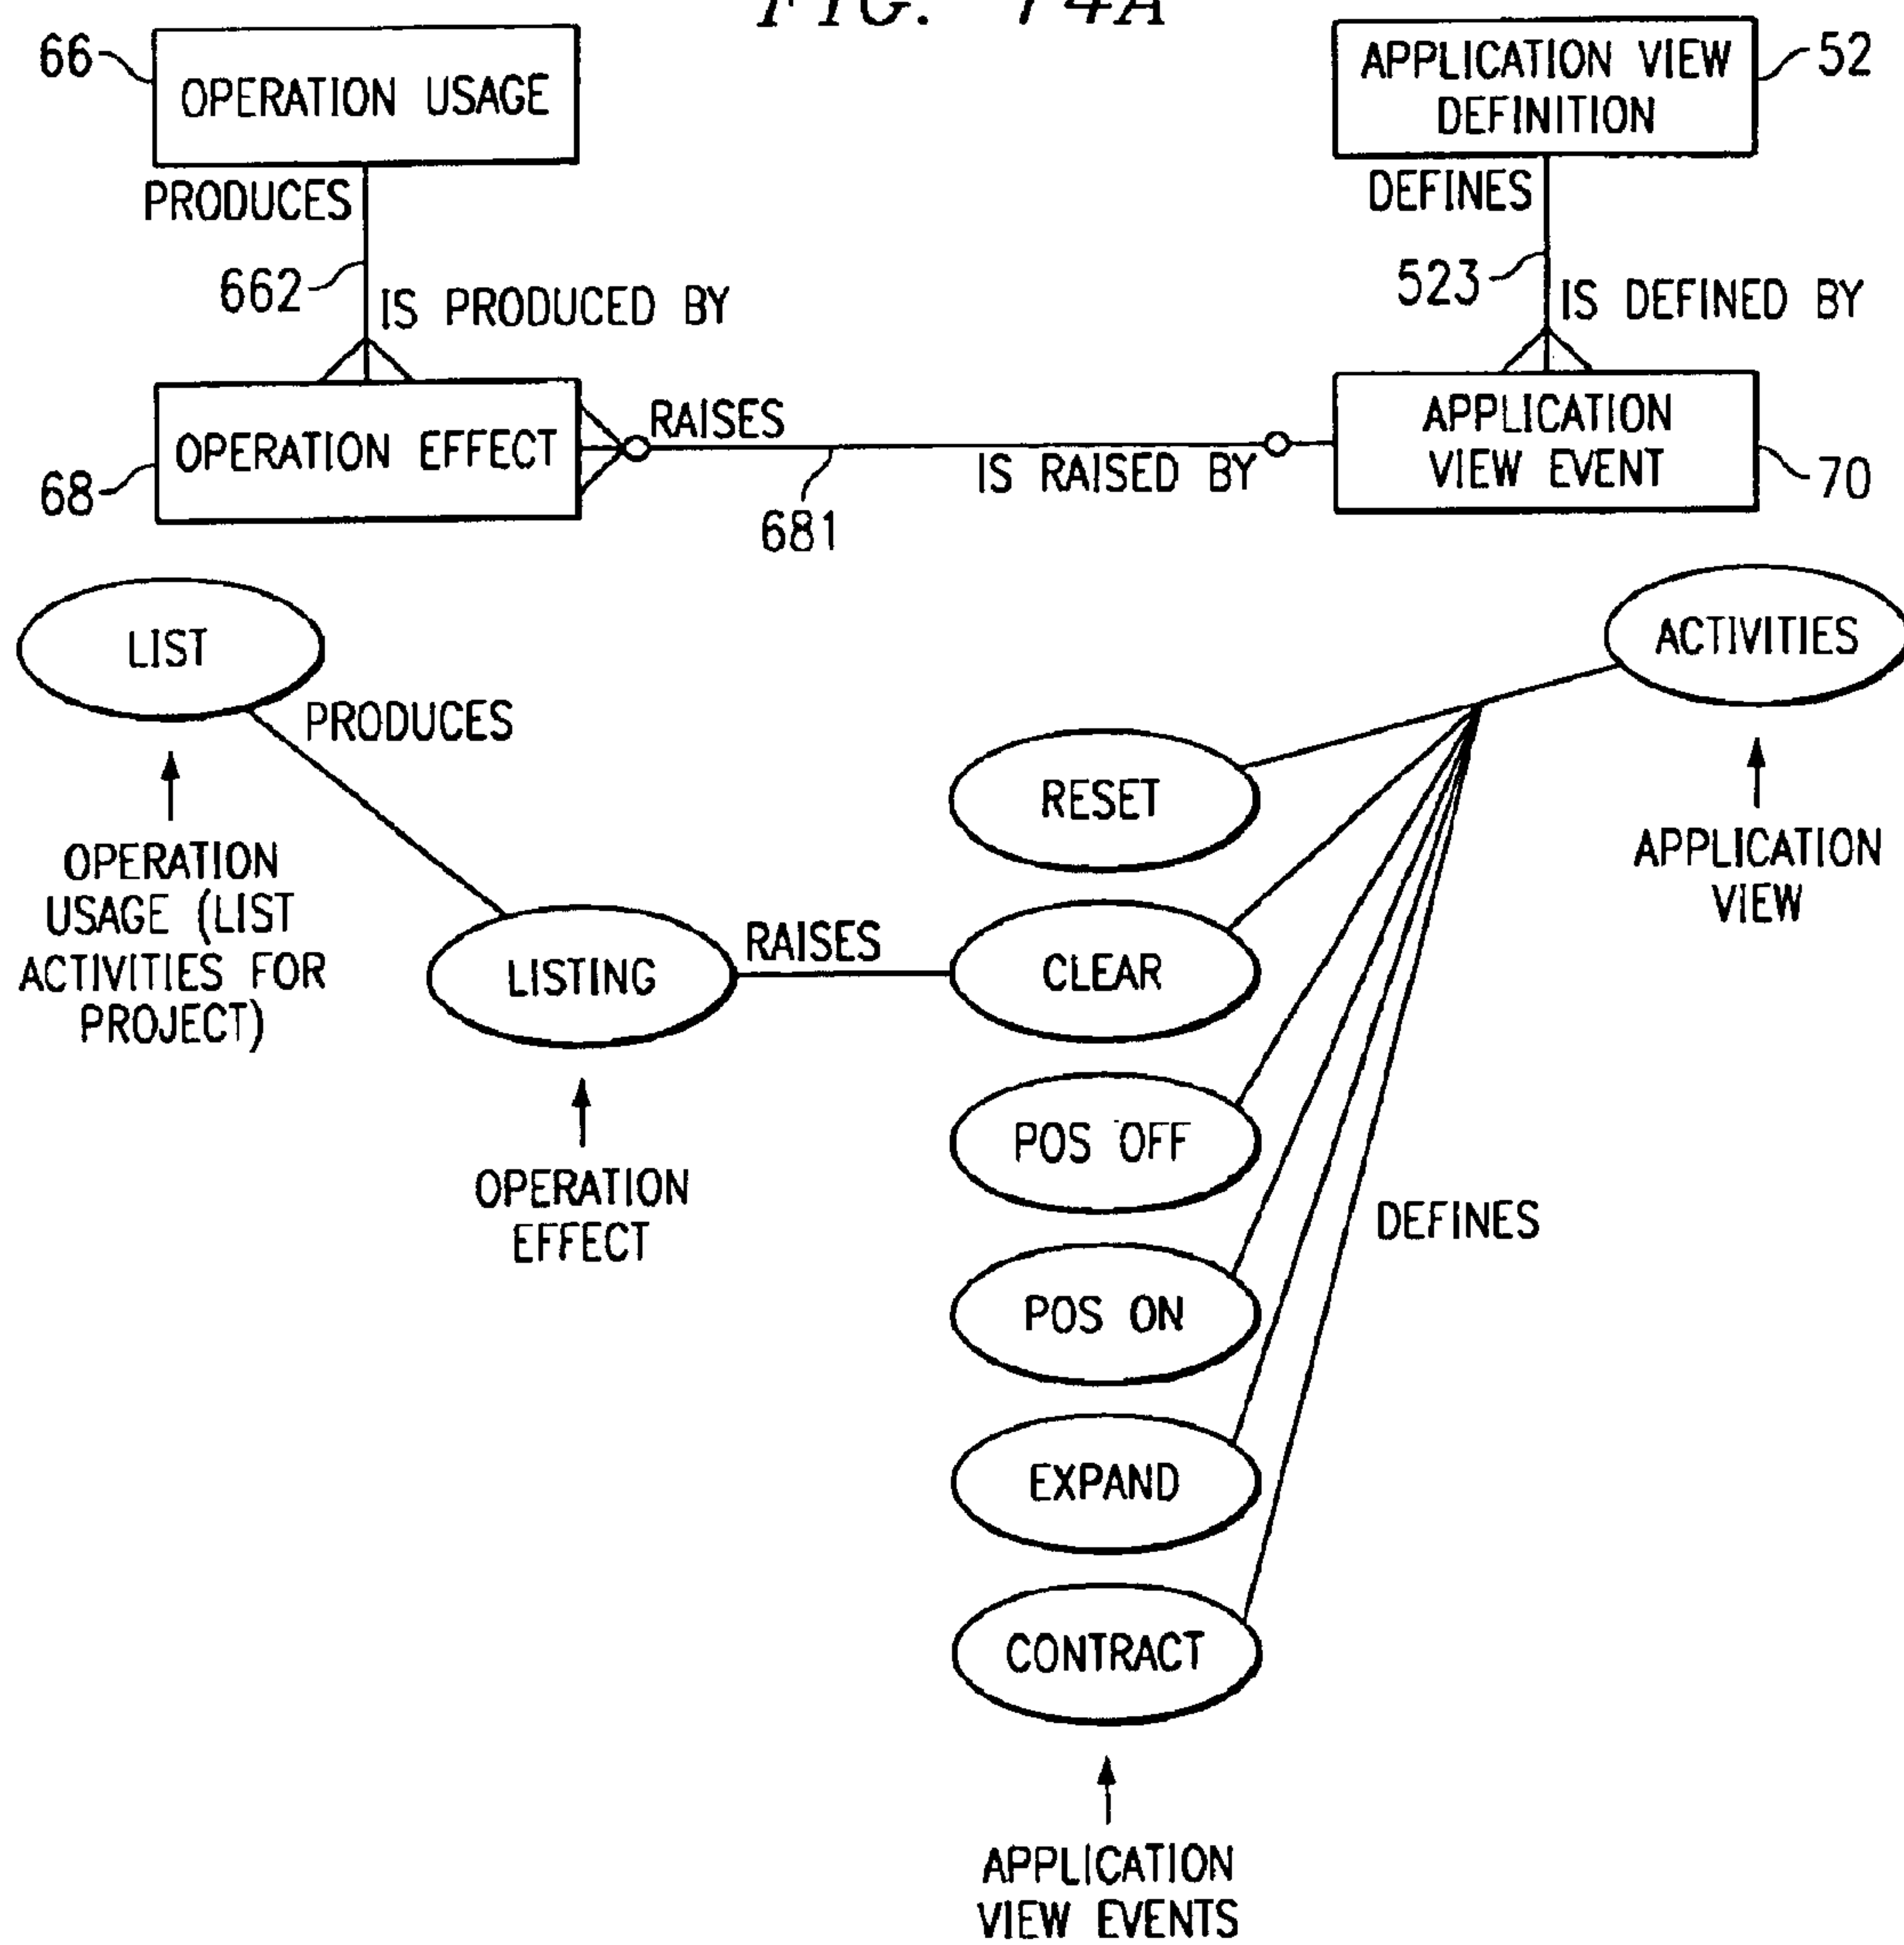 FIG. 74A
66
OPERATION USAGE
APPLICATION VIEW
DEFINITION
52
PRODUCES
DEFINES
662
IS PRODUCED BY
523
IS DEFINED BY
68
OPERATION EFFECT
RAISES
IS RAISED BY
681
APPLICATION
VIEW EVENT
70
LIST
PRODUCES
OPERATION
USAGE (LIST
ACTIVITIES FOR
PROJECT)
LISTING
OPERATION
EFFECT
RAISES
RESET
CLEAR
POS OFF
POS ON
EXPAND
CONTRACT
APPLICATION
VIEW EVENTS
DEFINES
ACTIVITIES
APPLICATION
VIEW